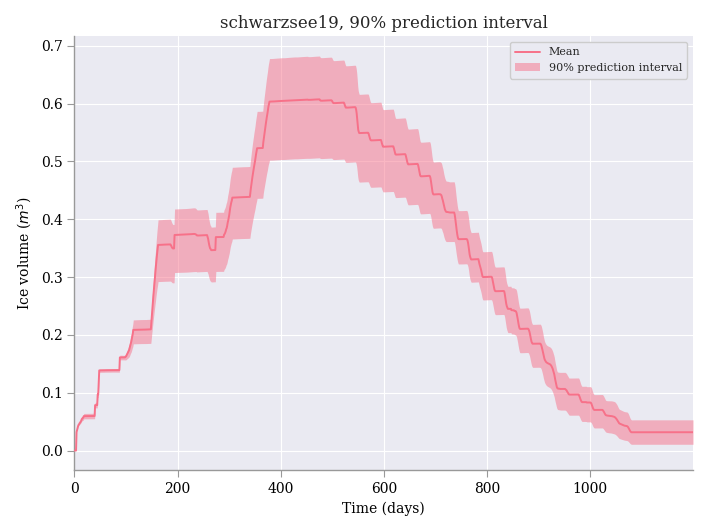 schwarzsee19, 90% prediction interval
Mean
90% prediction interval
Ice volume (m³)
0.7
0.6
0.5
0.4
0.3
0.2
0.1
0.0
0 200 400 600 800 1000
Time (days)